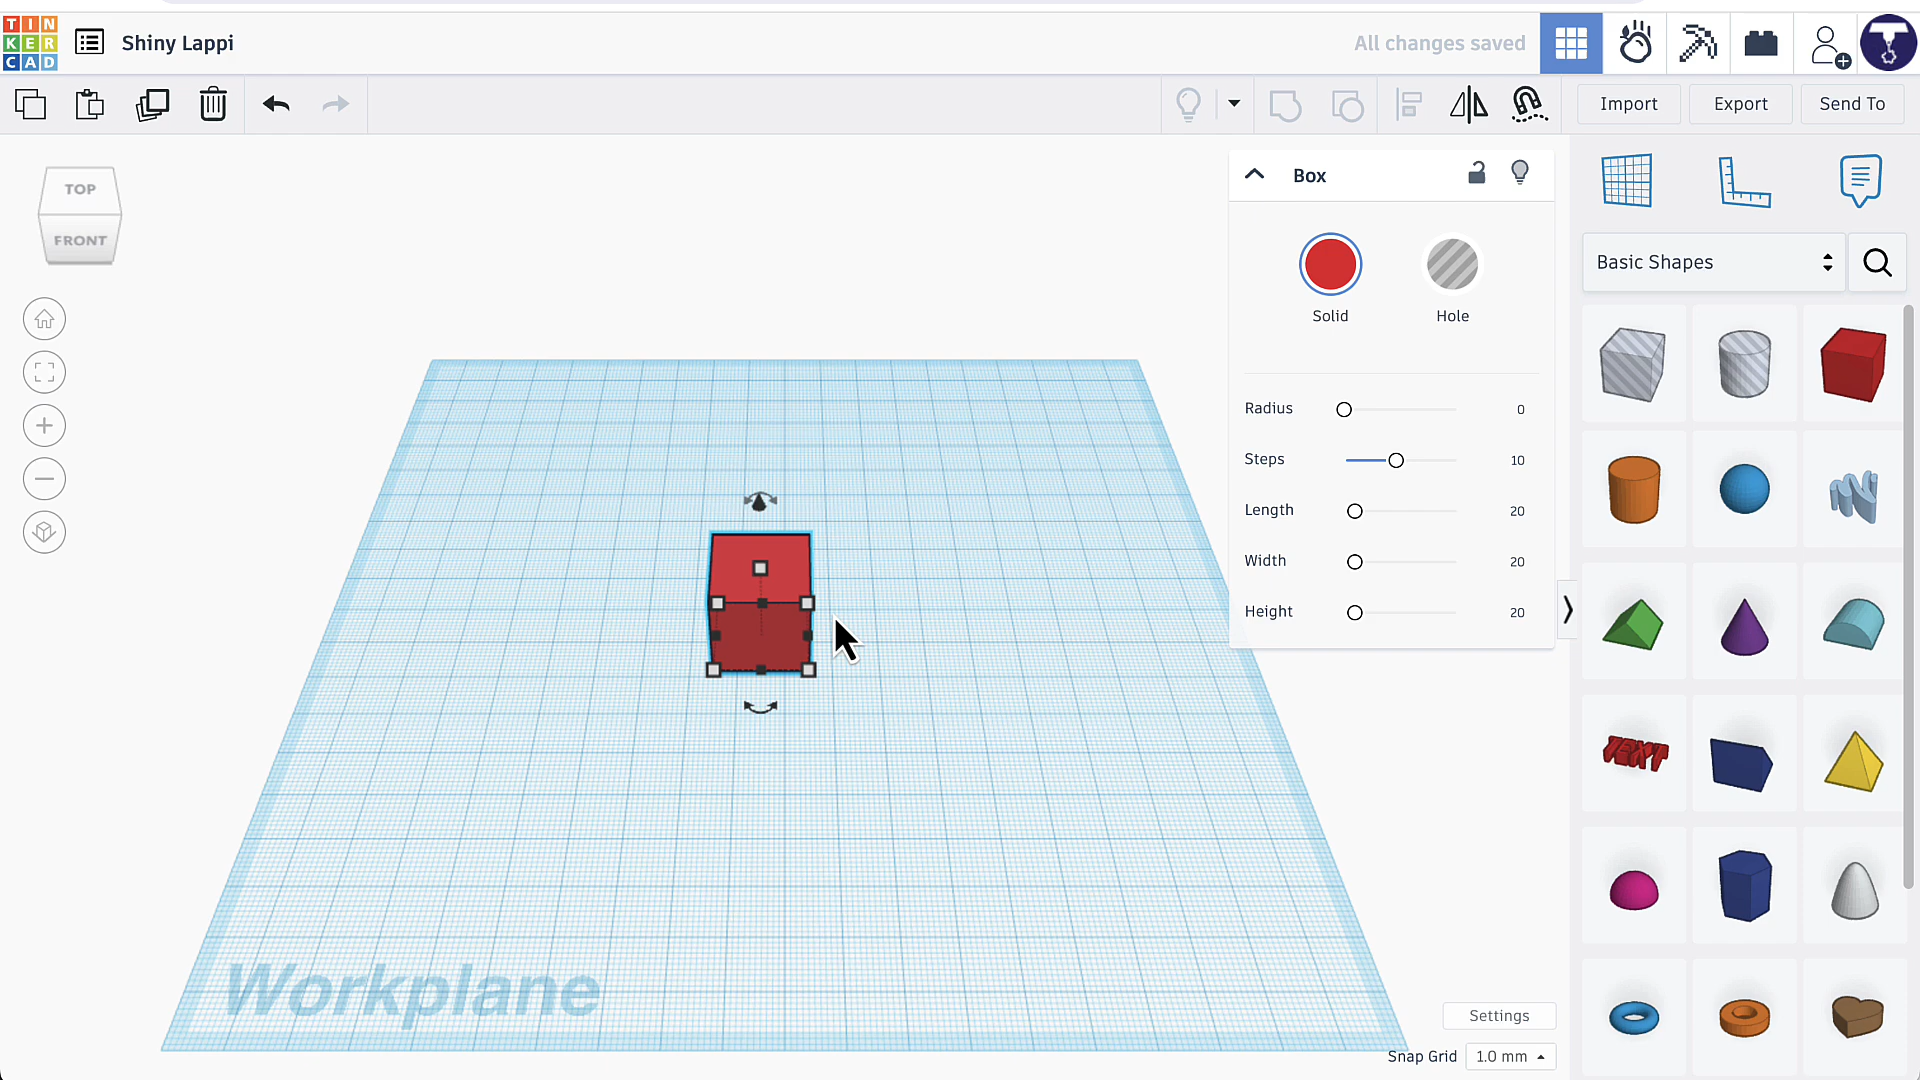 TIN
KER
CAD
Shiny Lappi
All changes saved
Import
Export
Send To
TOP
FRONT
Box
Solid
Hole
Basic Shapes
Radius
0
Steps
10
Length
20
Width
20
Height
20
TEXT
Workplane
Settings
Snap Grid
1.0 mm